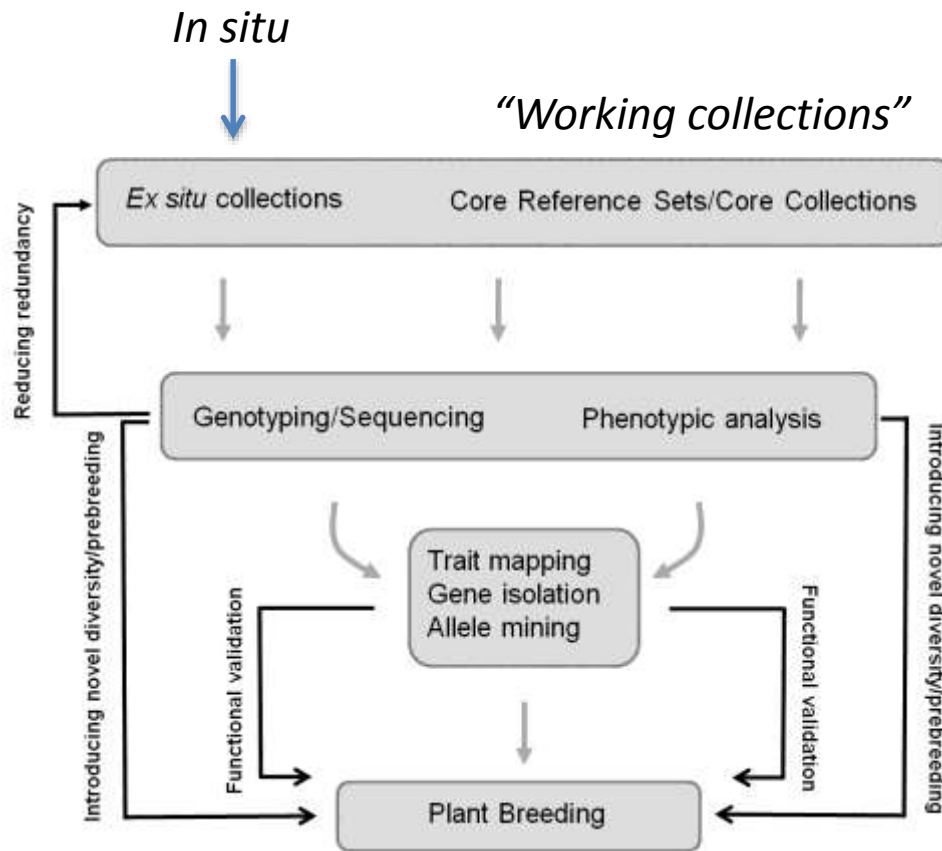 In situ
“Working collections”
Ex situ collections
Core Reference Sets/Core Collections
Reducing redundancy
Genotyping/Sequencing
Phenotypic analysis
Introducing novel diversity/prebreeding
Introducing novel diversity/prebreeding
Trait mapping
Gene isolation
Allele mining
Functional validation
Functional validation
Plant Breeding